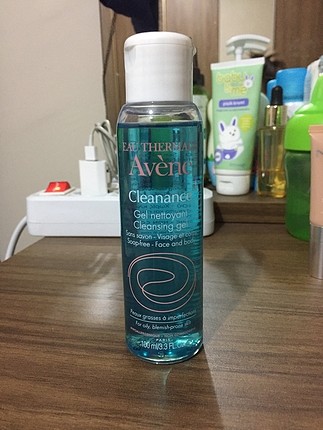 EAU THERMALE
Avène
Cleanance
Gel nettoyant
Cleansing gel
Sans savon - Visage et corps
Soap-free - Face and body
Peaux grasses à imperfections
For oily, blemish-prone skin
PARIS
100 ml/3.3 FL.